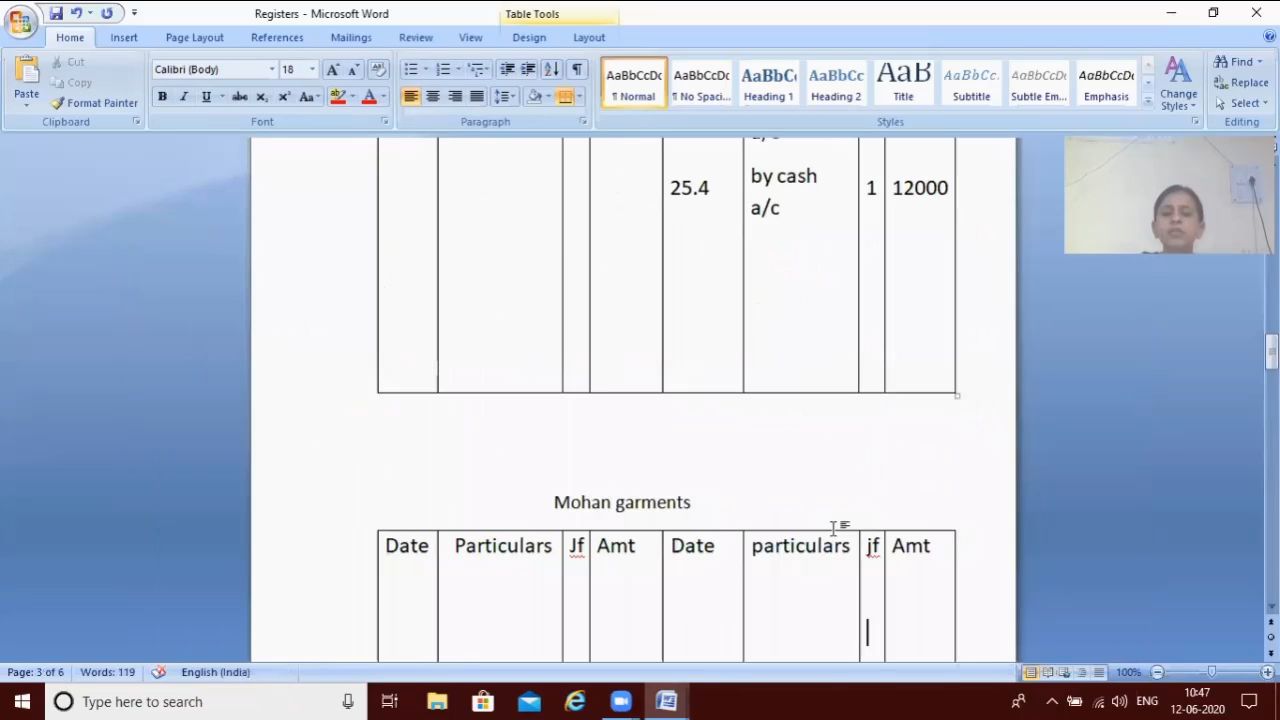 Registers - Microsoft Word
Table Tools
Home Insert Page Layout References Mailings Review View Design Layout
Paste
Cut
Copy
Format Painter
Clipboard
Calibri (Body) 18
Font
Paragraph
AaBbCcDc AaBbCcDc AaBbC AaBbCc AaB AaBbCc. AaBbCcDc AaBbCcDc
¶ Normal ¶ No Spaci... Heading 1 Heading 2 Title Subtitle Subtle Em... Emphasis
Change Styles
Styles
Find
Replace
Select
Editing
25.4 by cash a/c 1 12000
Mohan garments
Date Particulars Jf Amt Date particulars jf Amt
Page: 3 of 6 Words: 119 English (India) 100%
Type here to search
ENG
10:47
12-06-2020